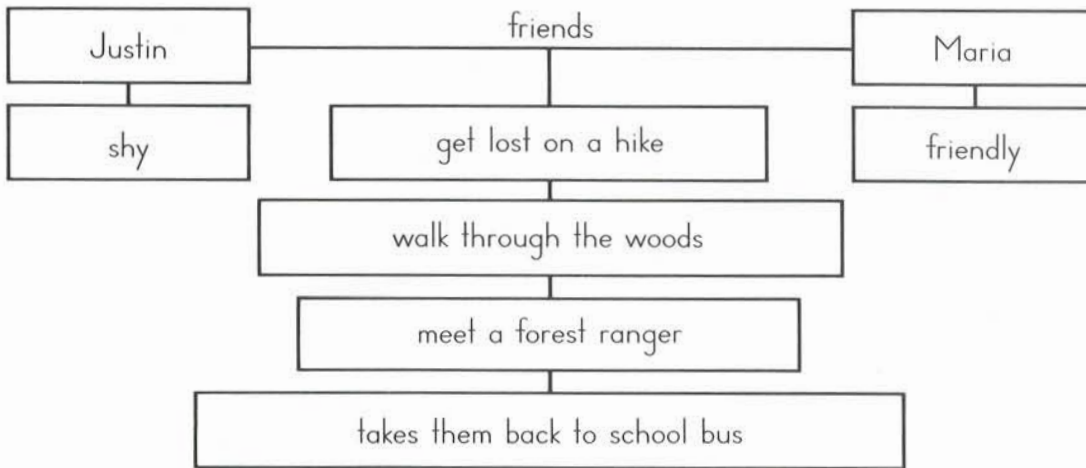 friends
Justin
Maria
shy
get lost on a hike
friendly
walk through the woods
meet a forest ranger
takes them back to school bus